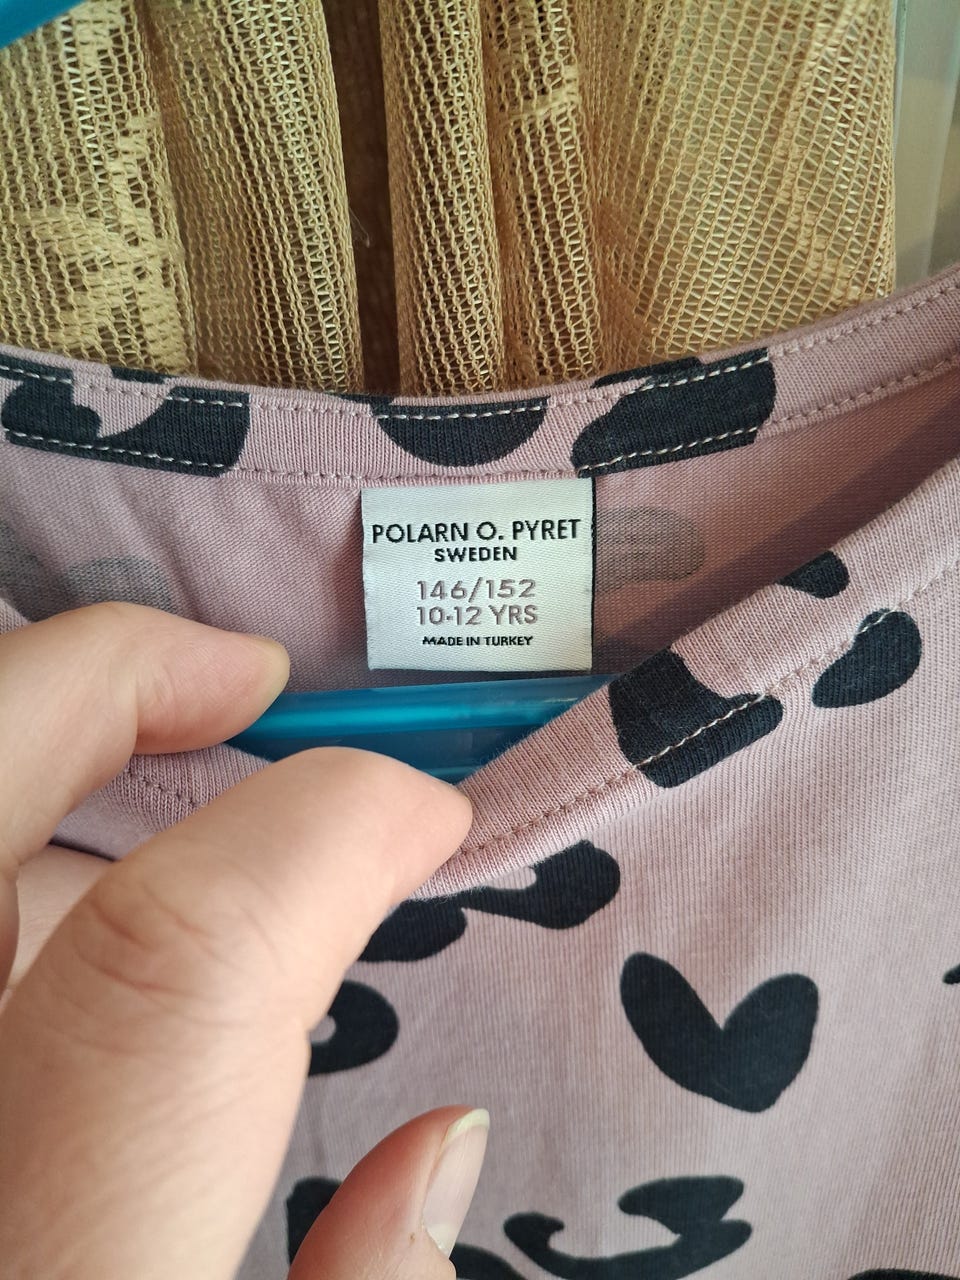 POLARN O. PYRET
SWEDEN
146/152
10-12 YRS
MADE IN TURKEY